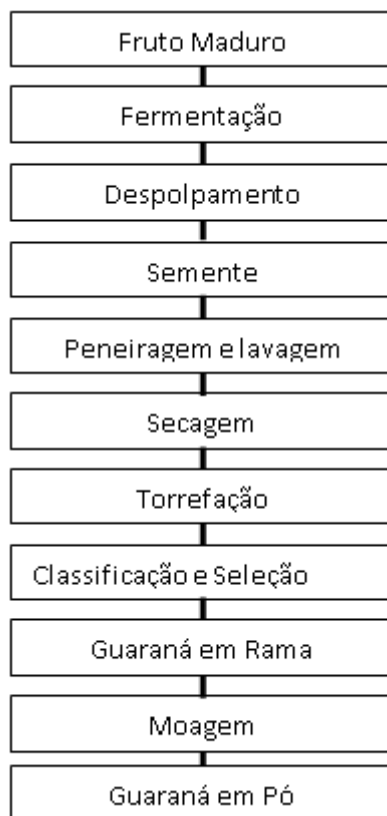 Fruto Maduro
Fermentação
Despolpamento
Semente
Peneiragem e lavagem
Secagem
Torrefação
Classificação e Seleção
Guaraná em Rama
Moagem
Guaraná em Pó